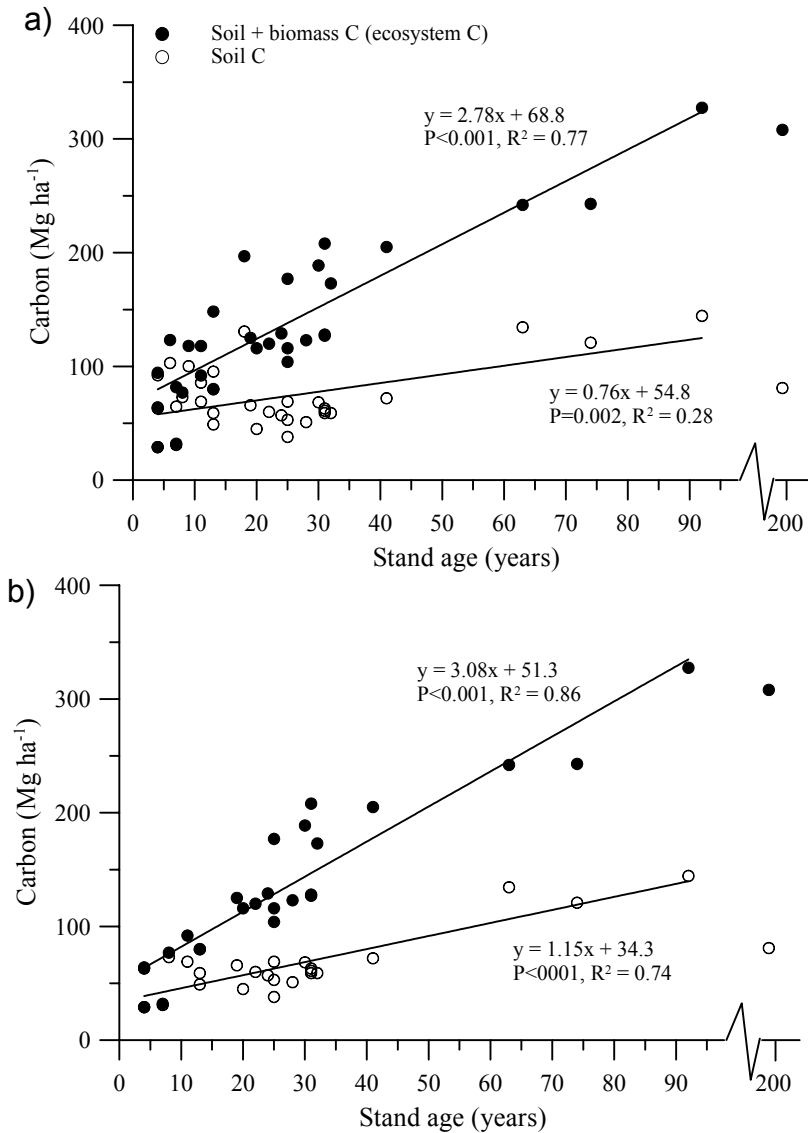 a)
Soil + biomass C (ecosystem C)
Soil C
400
300
200
100
0
Carbon (Mg ha-1)
y = 2.78x + 68.8
P<0.001, R2 = 0.77
y = 0.76x + 54.8
P=0.002, R2 = 0.28
0 10 20 30 40 50 60 70 80 90 200
Stand age (years)
b)
400
300
200
100
0
Carbon (Mg ha-1)
y = 3.08x + 51.3
P<0.001, R2 = 0.86
y = 1.15x + 34.3
P<0001, R2 = 0.74
0 10 20 30 40 50 60 70 80 90 200
Stand age (years)